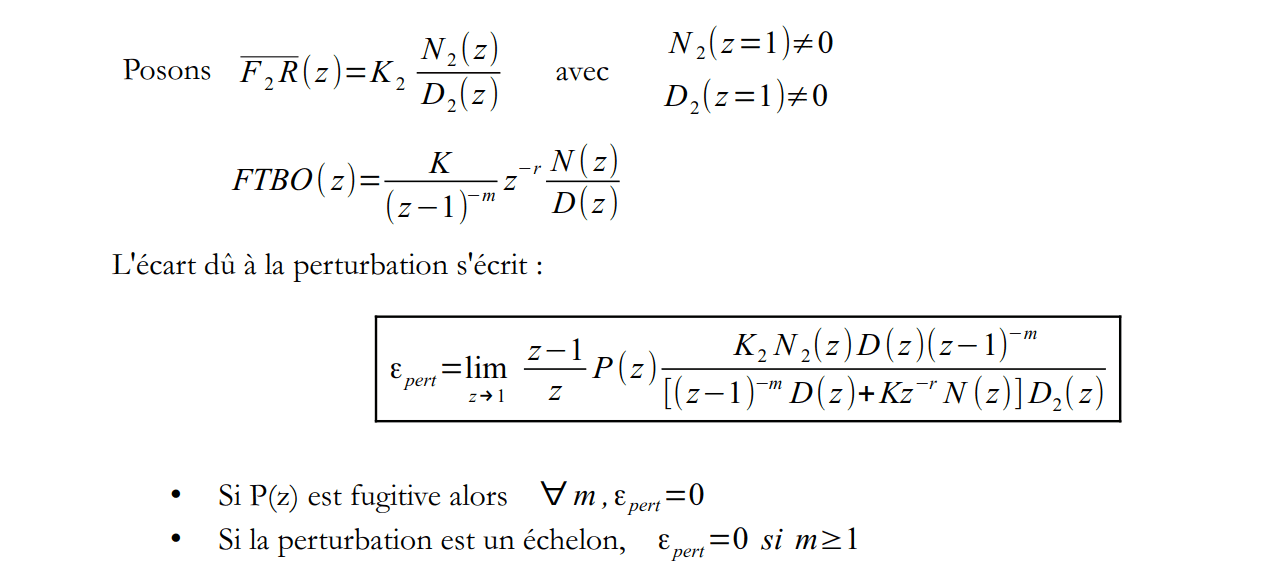 Posons $\overline{F_2 R}(z)=K_2 \frac{N_2(z)}{D_2(z)}$ avec $N_2(z=1)\neq 0$
$D_2(z=1)\neq 0$
$FTBO(z)=\frac{K}{(z-1)^{-m}} z^{-r} \frac{N(z)}{D(z)}$
L'écart dû à la perturbation s'écrit :
$\varepsilon_{pert}=\lim_{z \to 1} \frac{z-1}{z} P(z) \frac{K_2 N_2(z) D(z)(z-1)^{-m}}{[(z-1)^{-m} D(z)+Kz^{-r} N(z)] D_2(z)}$
• Si P(z) est fugitive alors $\forall m, \varepsilon_{pert}=0$
• Si la perturbation est un échelon, $\varepsilon_{pert}=0$ si $m \geq 1$